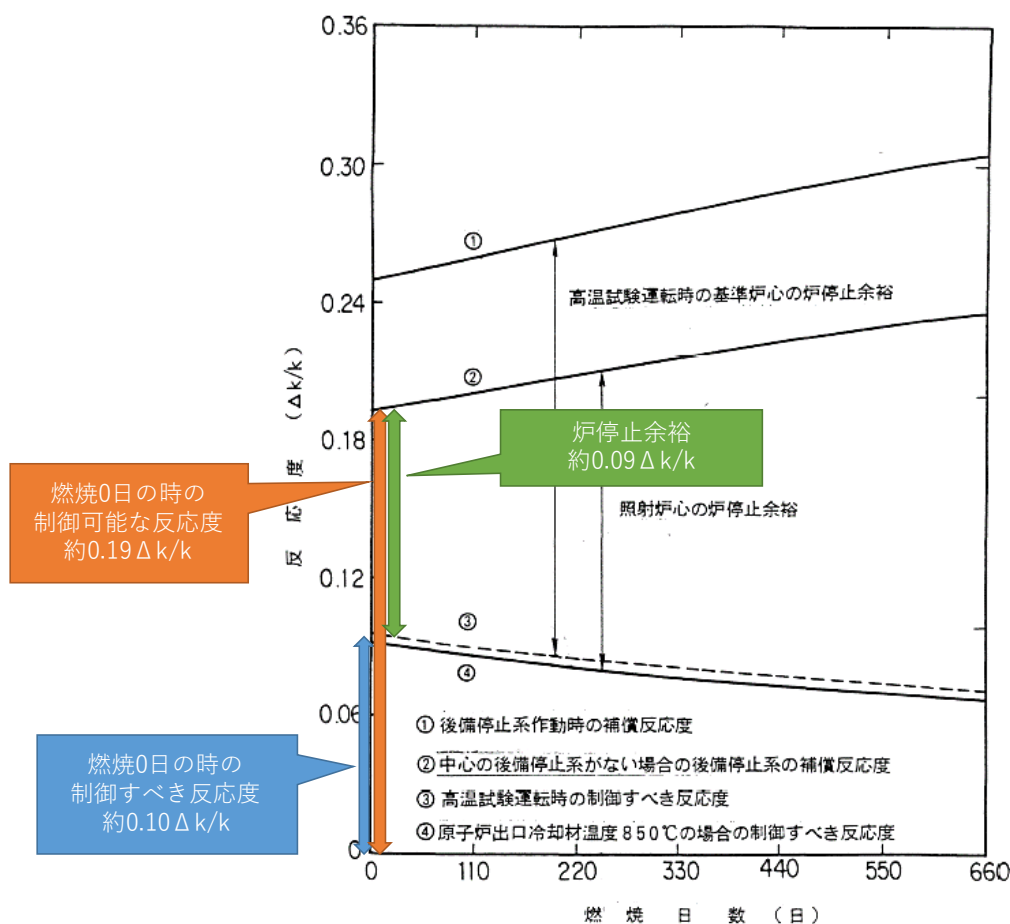 0.36
0.30
0.24
0.18
0.12
0.06
0
反応度 (Δk/k)
①
高温試験運転時の基準炉心の炉停止余裕
②
炉停止余裕
約0.09Δk/k
燃焼0日の時の
制御可能な反応度
約0.19Δk/k
照射炉心の炉停止余裕
③
④
燃焼0日の時の
制御すべき反応度
約0.10Δk/k
①後備停止系作動時の補償反応度
②中心の後備停止系がない場合の後備停止系の補償反応度
③高温試験運転時の制御すべき反応度
④原子炉出口冷却材温度850℃の場合の制御すべき反応度
0 110 220 330 440 550 660
燃焼日数(日)